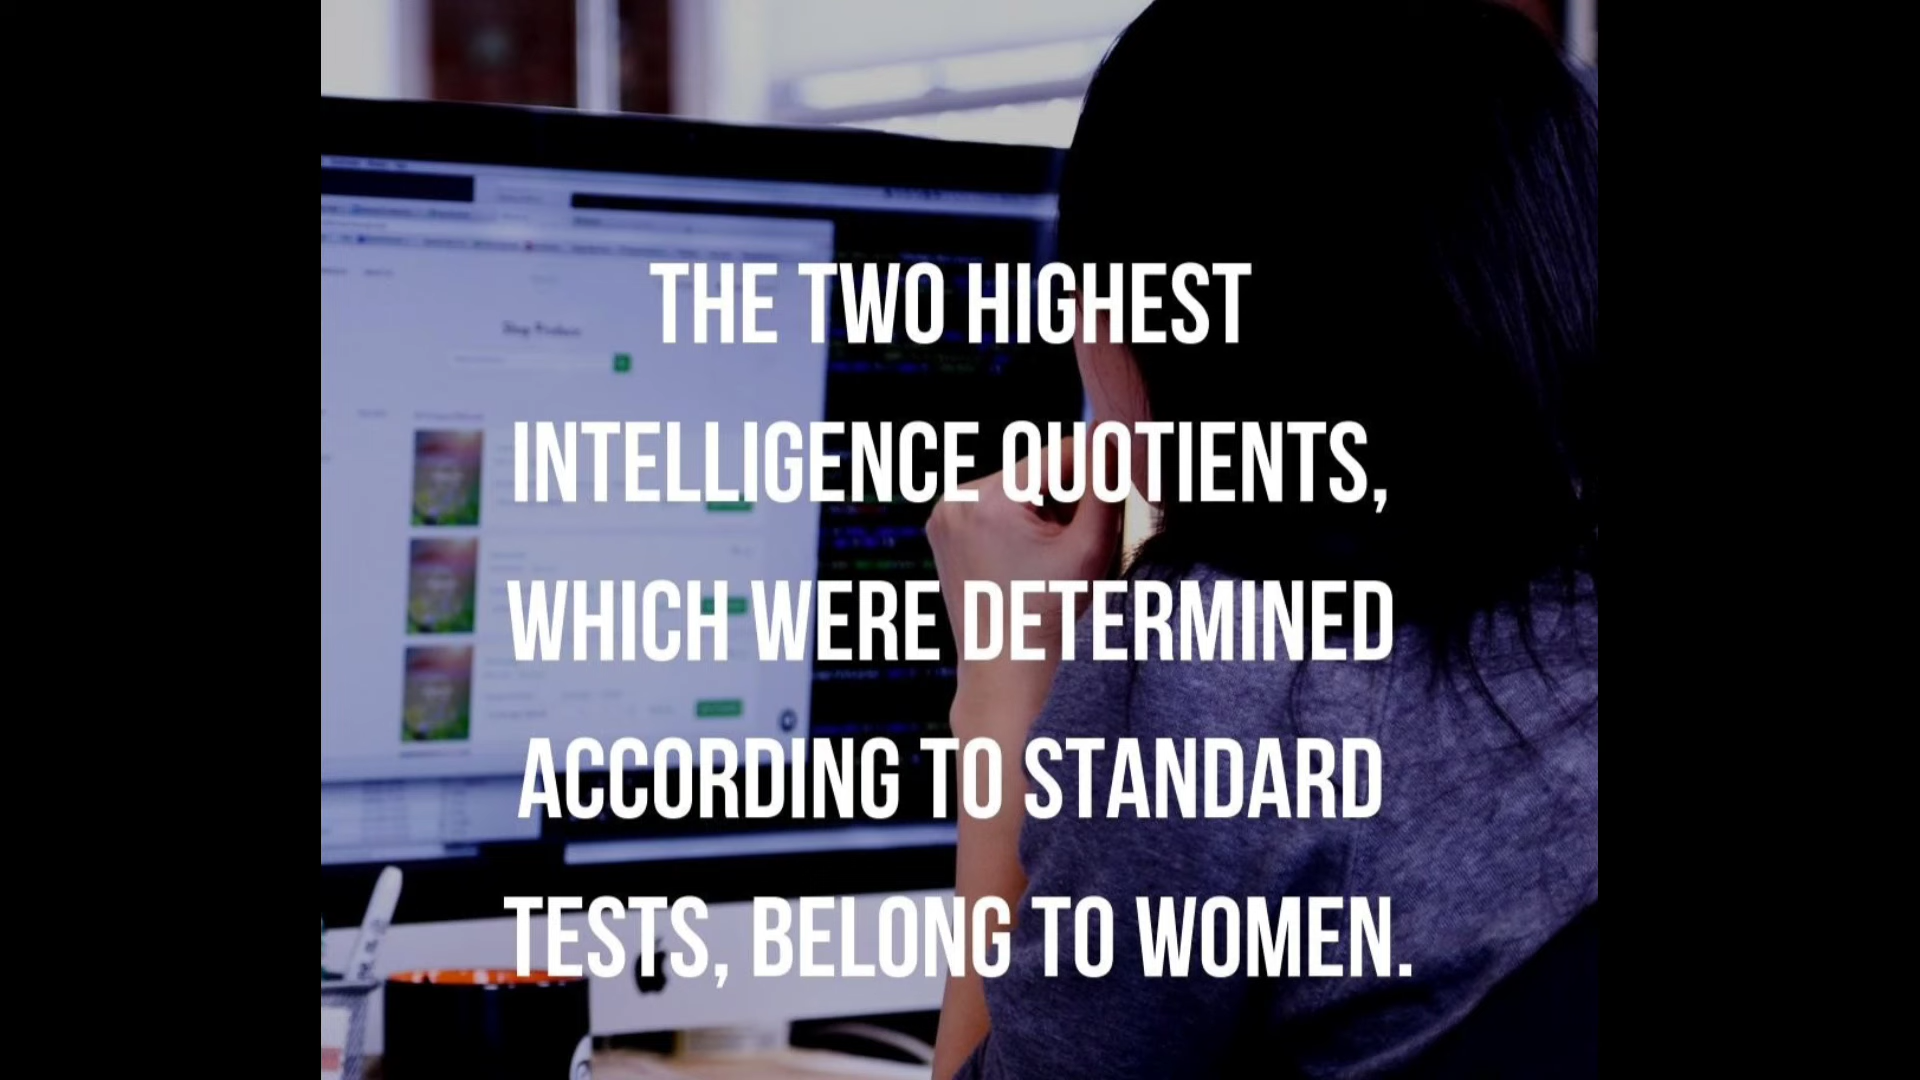 THE TWO HIGHEST
INTELLIGENCE QUOTIENTS,
WHICH WERE DETERMINED
ACCORDING TO STANDARD
TESTS, BELONG TO WOMEN.